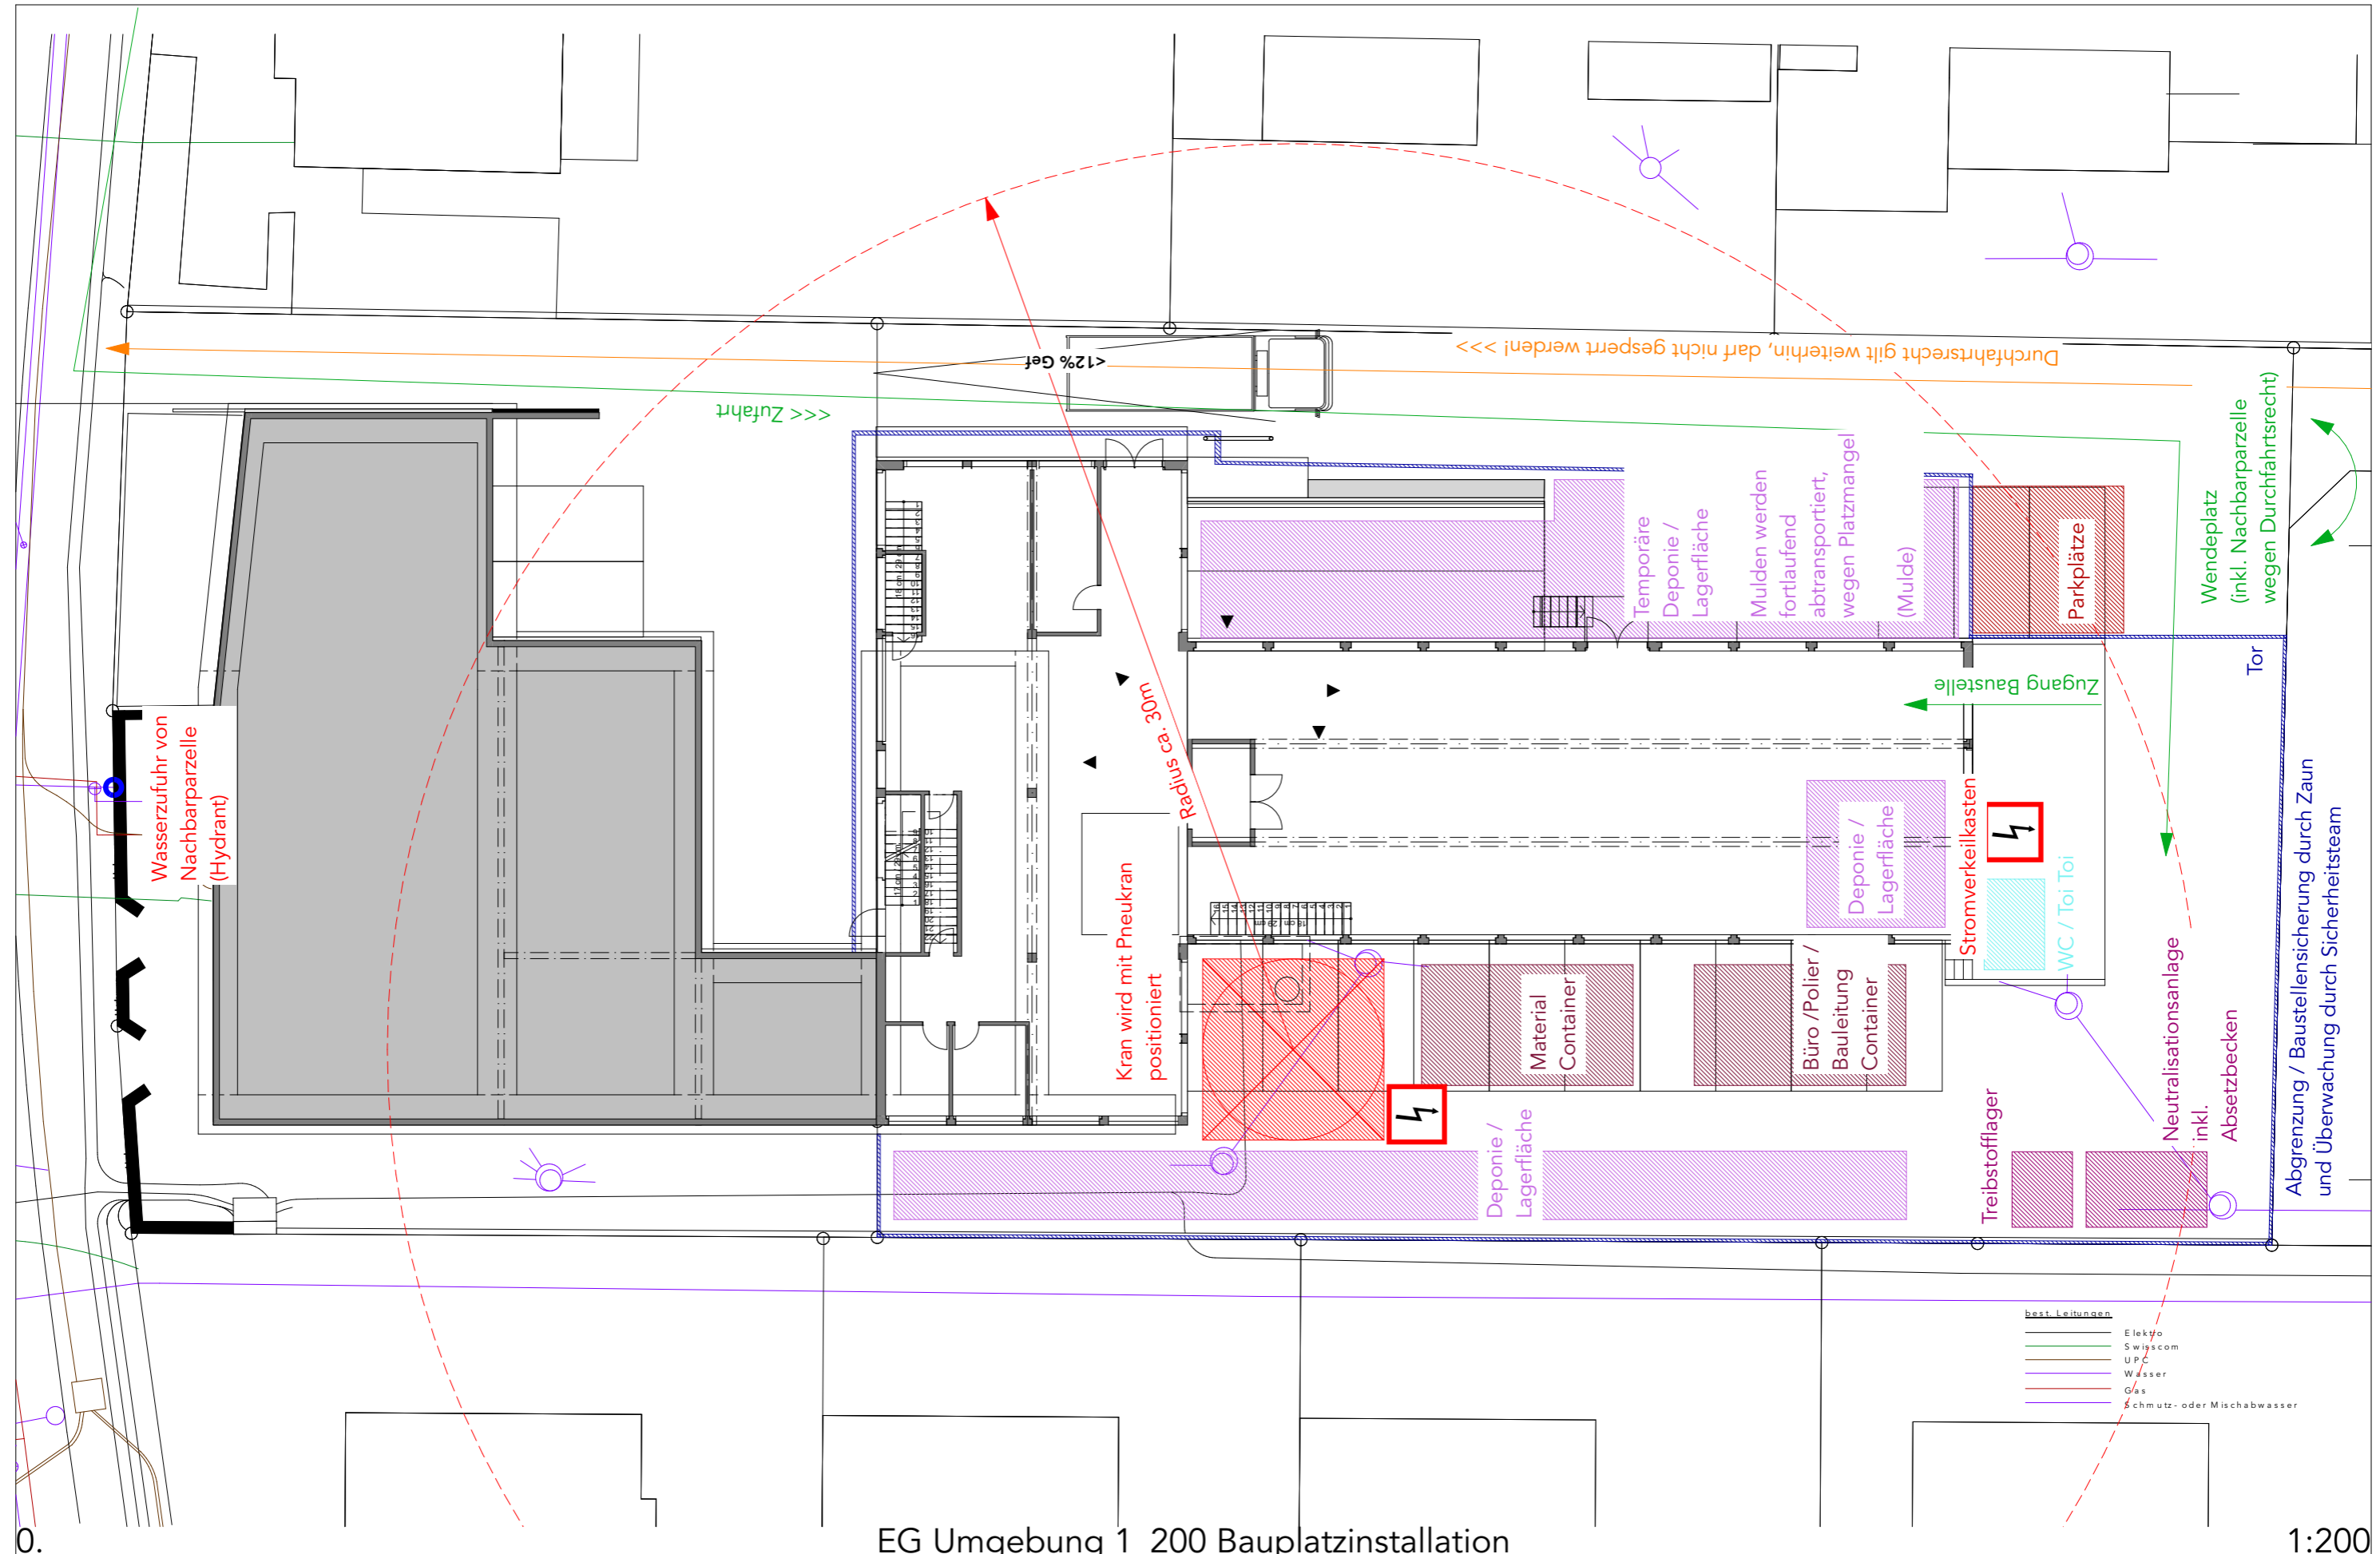 <12% Gef
Durchfahrtsrecht gilt weiterhin, darf nicht gesperrt werden! >>>
<<< Zufahrt
Wendeplatz
(inkl. Nachbarparzelle
wegen Durchfahrtsrecht)
Temporäre
Deponie /
Lagerfläche
Mulden werden
fortlaufend
abtransportiert,
wegen Platzmangel
(Mulde)
Parkplätze
Tor
Zugang Baustelle
Wasserzufuhr von
Nachbarparzelle
(Hydrant)
Radius ca. 30m
Kran wird mit Pneukran
positioniert
Deponie /
Lagerfläche
Stromverkeilkasten
WC / Toi Toi
Material
Container
Büro /Polier /
Bauleitung
Container
Neutralisationsanlage
inkl.
Absetzbecken
Abgrenzung / Baustellensicherung durch Zaun
und Überwachung durch Sicherheitsteam
Deponie /
Lagerfläche
Treibstofflager
best. Leitungen
Elektro
Swisscom
UPC
Wasser
Gas
Schmutz- oder Mischabwasser
0.
EG Umgebung 1 200 Bauplatzinstallation
1:200